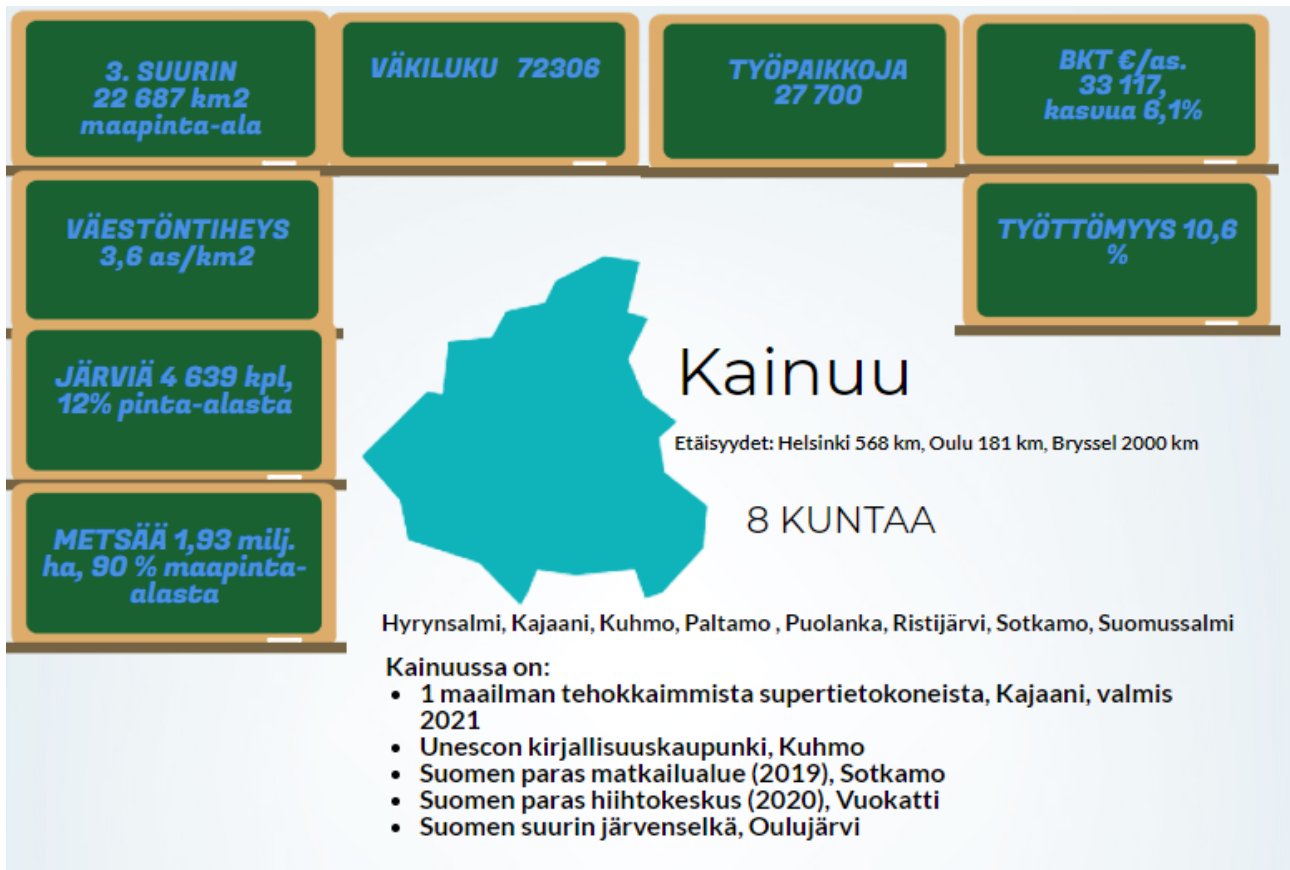 3. SUURIN
22 687 km2
maapinta-ala
VÄKILUKU 72306
TYÖPAIKKOJA
27 700
BKT €/as.
33 117,
kasvua 6,1%
VÄESTÖNTIHEYS
3,6 as/km2
TYÖTTÖMYYS 10,6
%
JÄRVIÄ 4 639 kpl,
12% pinta-alasta
METSÄÄ 1,93 milj.
ha, 90 % maapinta-
alasta
Kainuu
Etäisyydet: Helsinki 568 km, Oulu 181 km, Bryssel 2000 km
8 KUNTAA
Hyrynsalmi, Kajaani, Kuhmo, Paltamo , Puolanka, Ristijärvi, Sotkamo, Suomussalmi
Kainuussa on:
• 1 maailman tehokkaimmista supertietokoneista, Kajaani, valmis
2021
• Unescon kirjallisuuskaupunki, Kuhmo
• Suomen paras matkailualue (2019), Sotkamo
• Suomen paras hiihtokeskus (2020), Vuokatti
• Suomen suurin järvenselkä, Oulujärvi